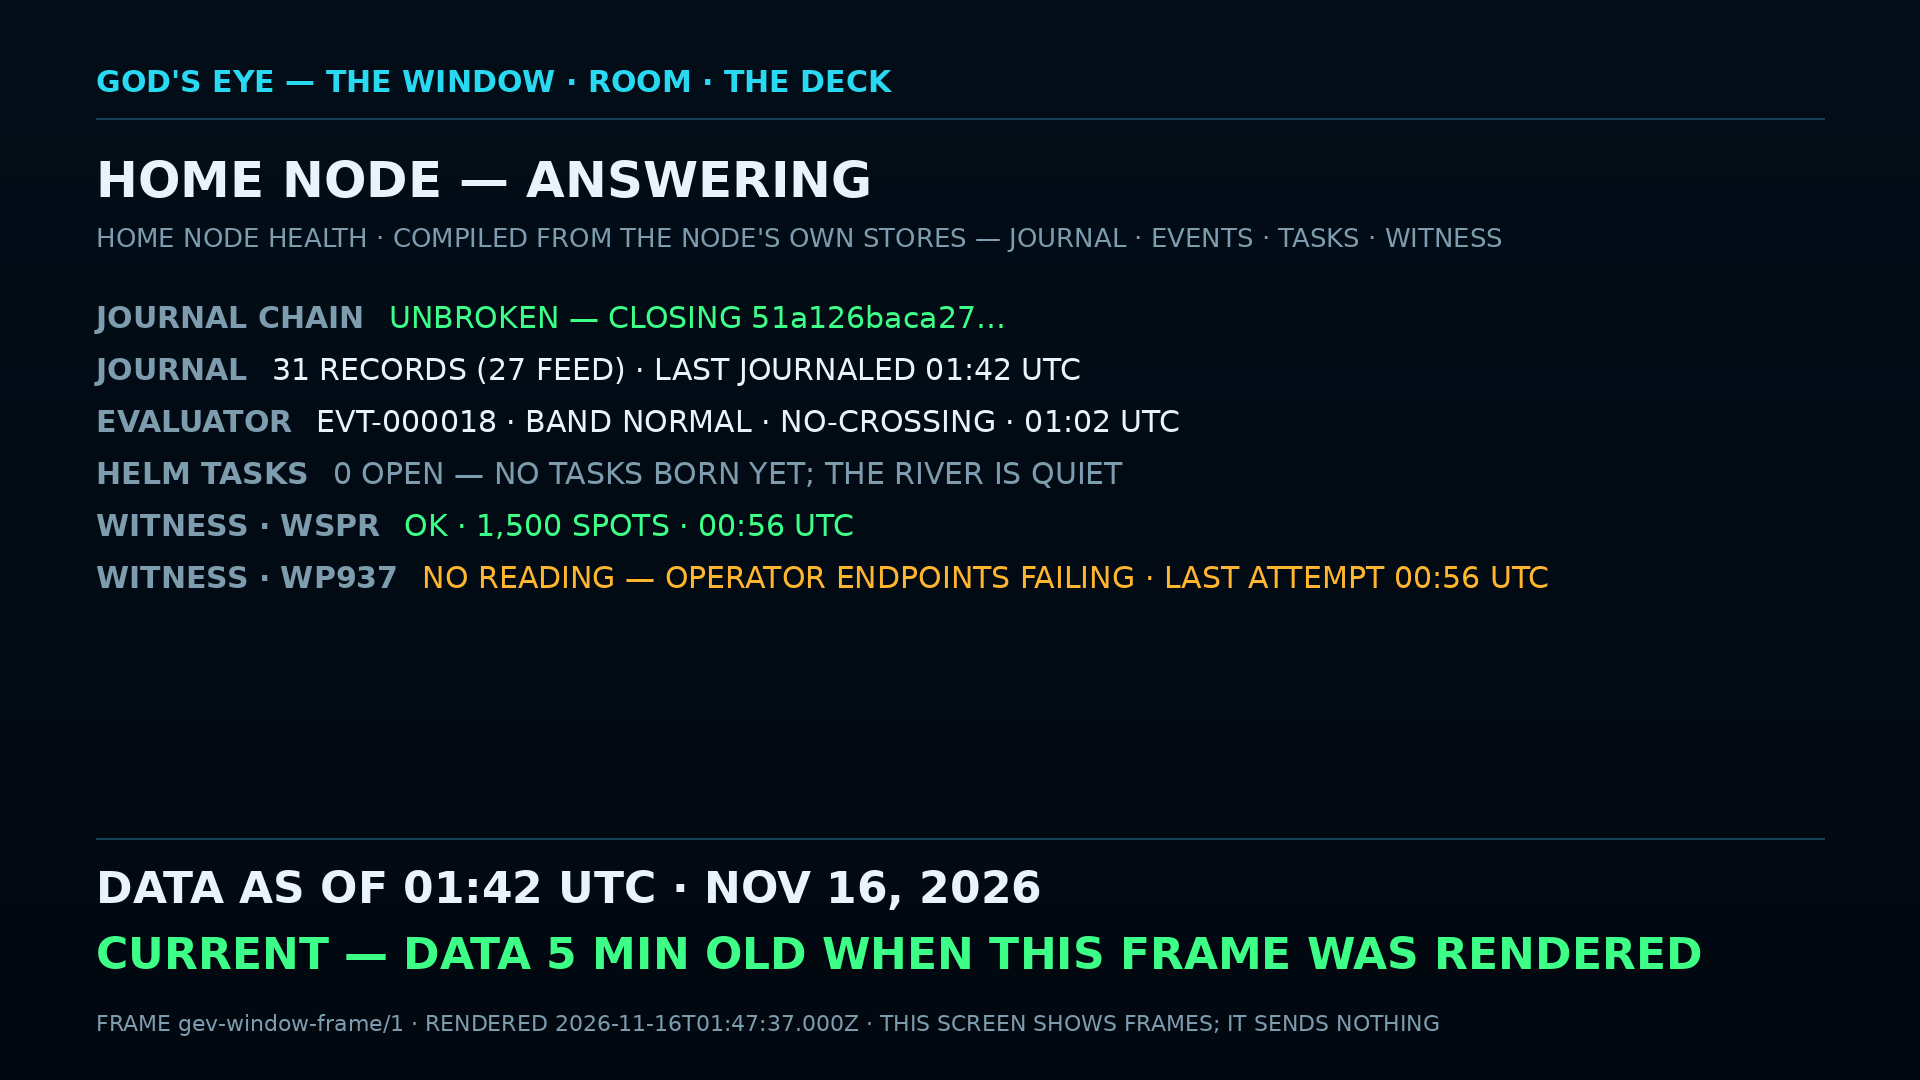 GOD'S EYE — THE WINDOW · ROOM · THE DECK
HOME NODE — ANSWERING
HOME NODE HEALTH · COMPILED FROM THE NODE'S OWN STORES — JOURNAL · EVENTS · TASKS · WITNESS
JOURNAL CHAIN UNBROKEN — CLOSING 51a126baca27…
JOURNAL 31 RECORDS (27 FEED) · LAST JOURNALED 01:42 UTC
EVALUATOR EVT-000018 · BAND NORMAL · NO-CROSSING · 01:02 UTC
HELM TASKS 0 OPEN — NO TASKS BORN YET; THE RIVER IS QUIET
WITNESS · WSPR OK · 1,500 SPOTS · 00:56 UTC
WITNESS · WP937 NO READING — OPERATOR ENDPOINTS FAILING · LAST ATTEMPT 00:56 UTC
DATA AS OF 01:42 UTC · NOV 16, 2026
CURRENT — DATA 5 MIN OLD WHEN THIS FRAME WAS RENDERED
FRAME gev-window-frame/1 · RENDERED 2026-11-16T01:47:37.000Z · THIS SCREEN SHOWS FRAMES; IT SENDS NOTHING